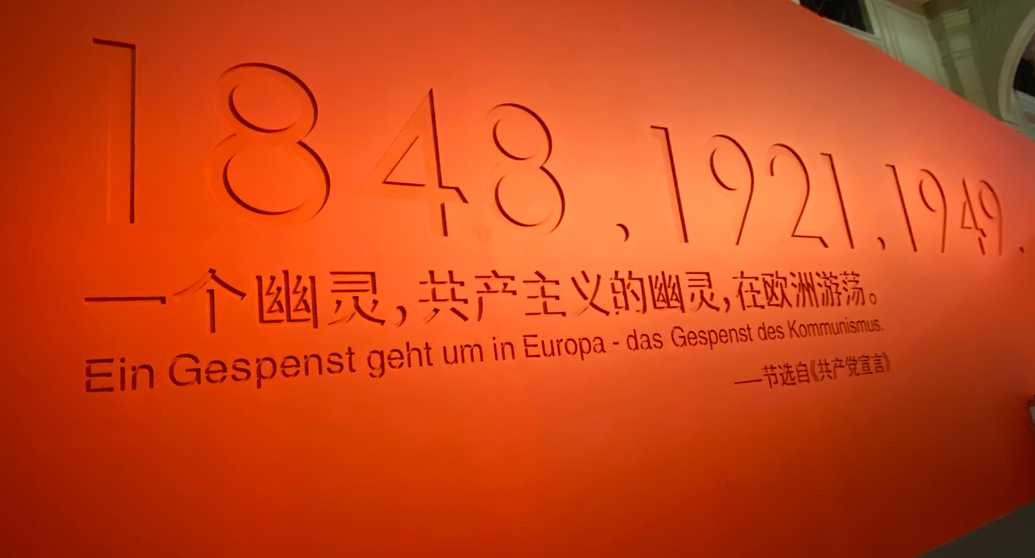 1848,1921,1949.
一个幽灵，共产主义的幽灵，在欧洲游荡。
Ein Gespenst geht um in Europa - das Gespenst des Kommunismus.
——节选自《共产党宣言》